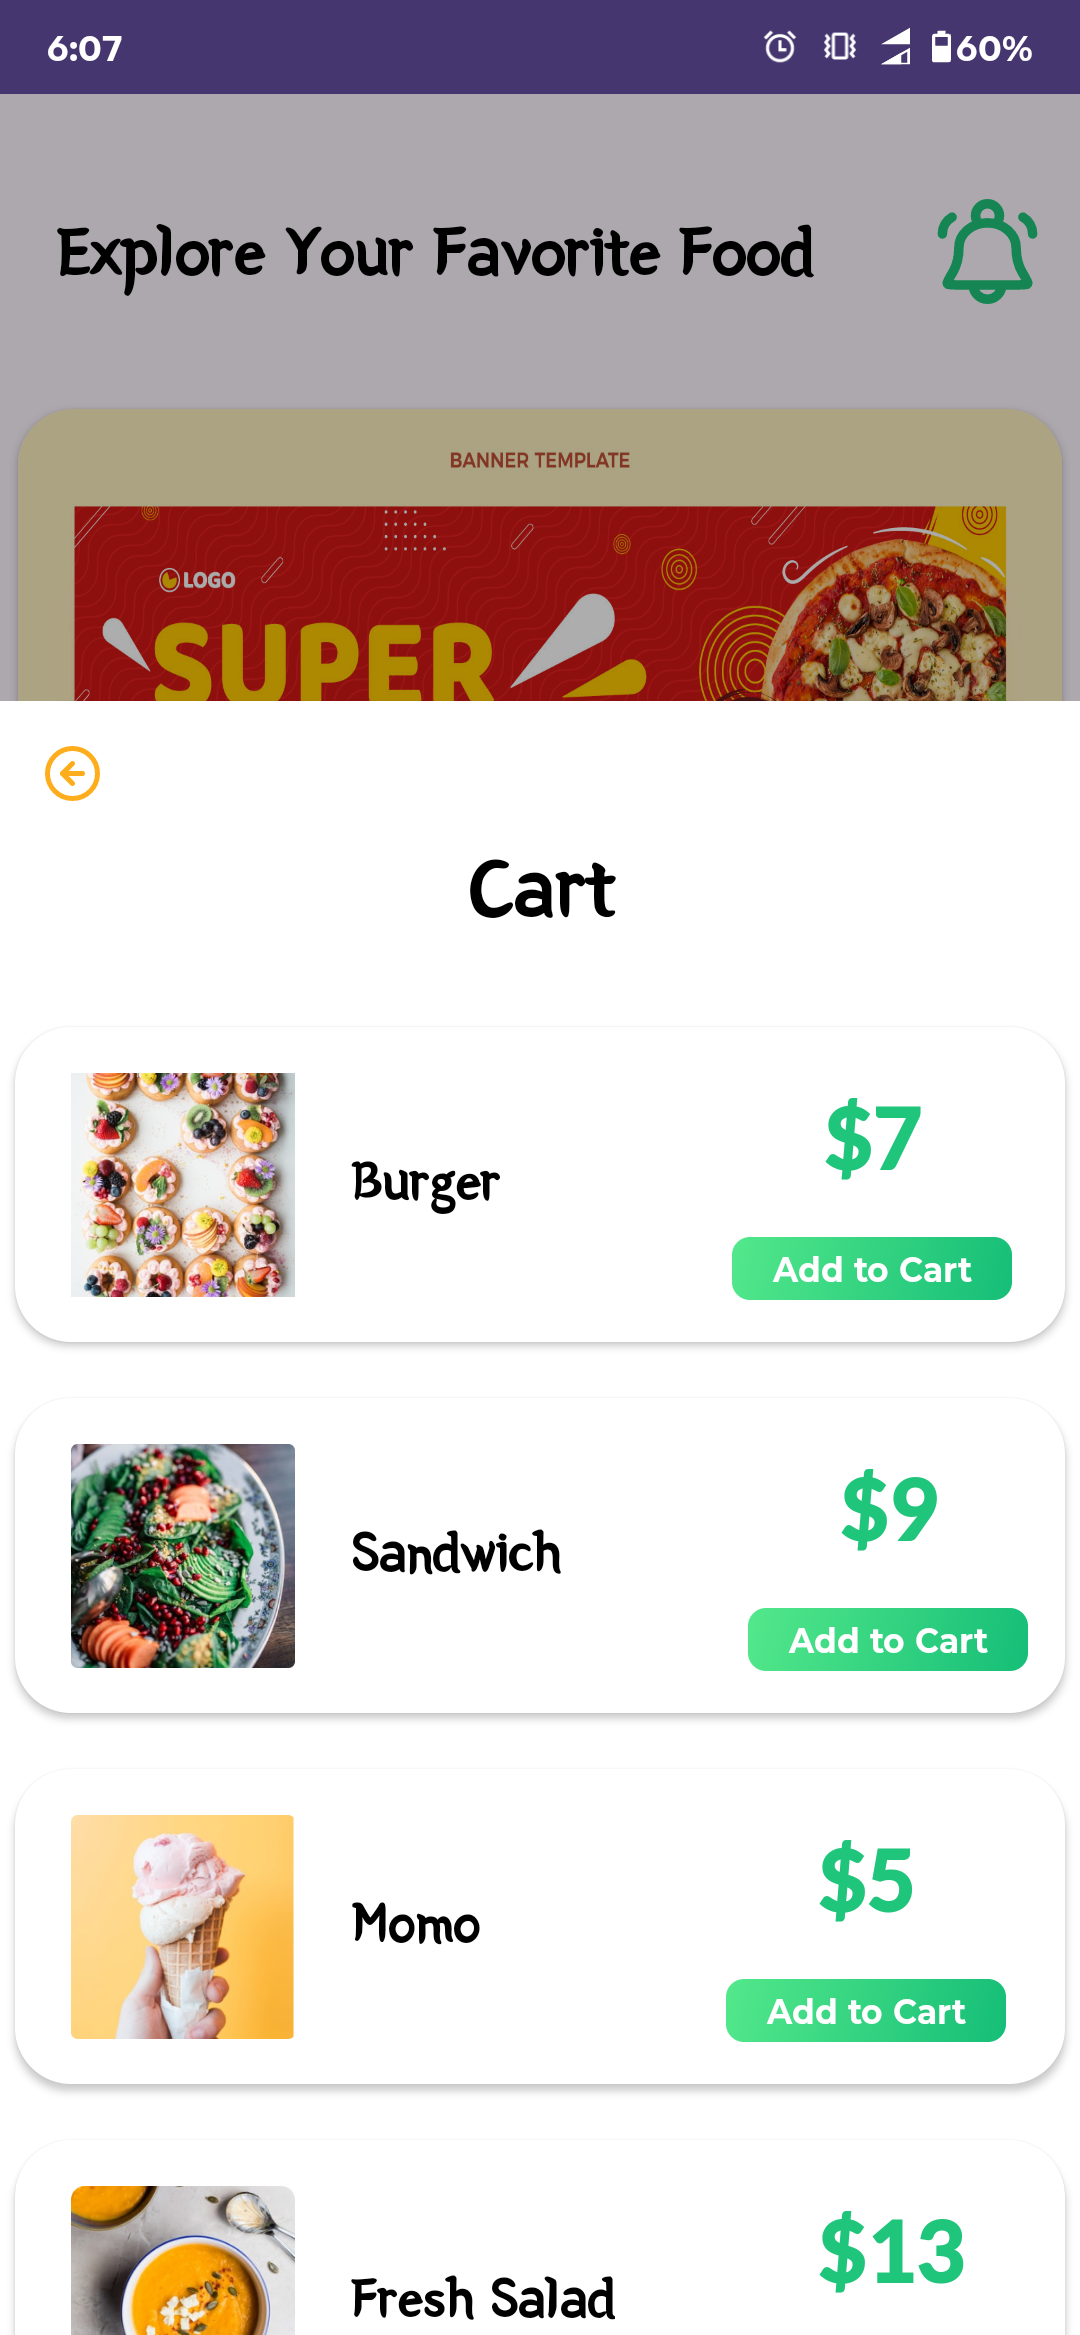 6:07
60%
Explore Your Favorite Food
BANNER TEMPLATE
LOGO
SUPER
Cart
Burger
$7
Add to Cart
Sandwich
$9
Add to Cart
Momo
$5
Add to Cart
Fresh Salad
$13